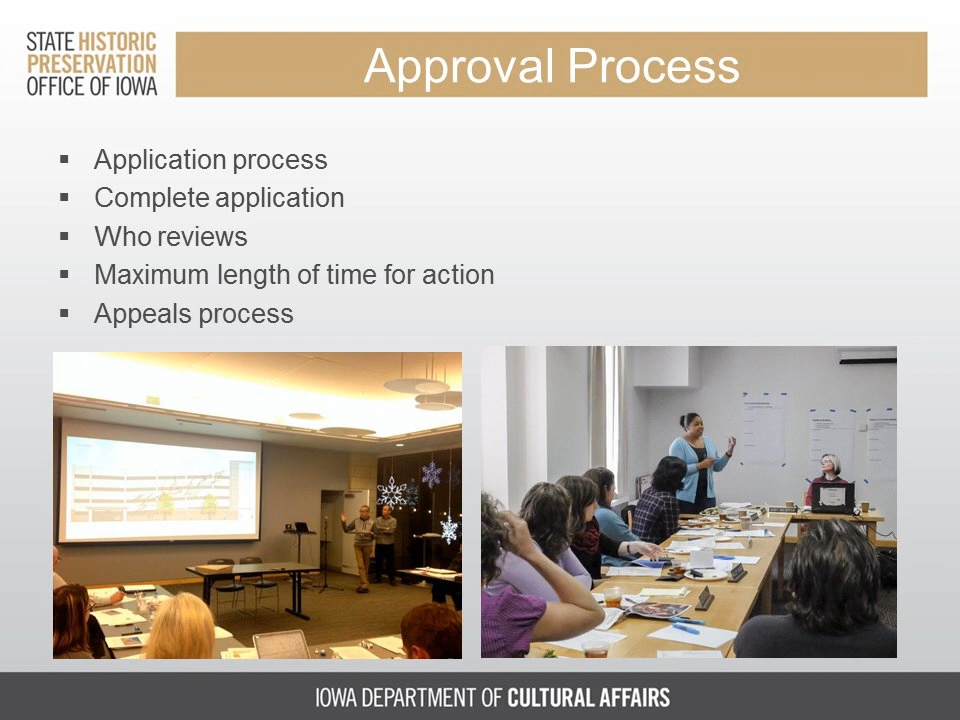 STATE HISTORIC
PRESERVATION
OFFICE OF IOWA
Approval Process
Application process
Complete application
Who reviews
Maximum length of time for action
Appeals process
IOWA DEPARTMENT OF CULTURAL AFFAIRS